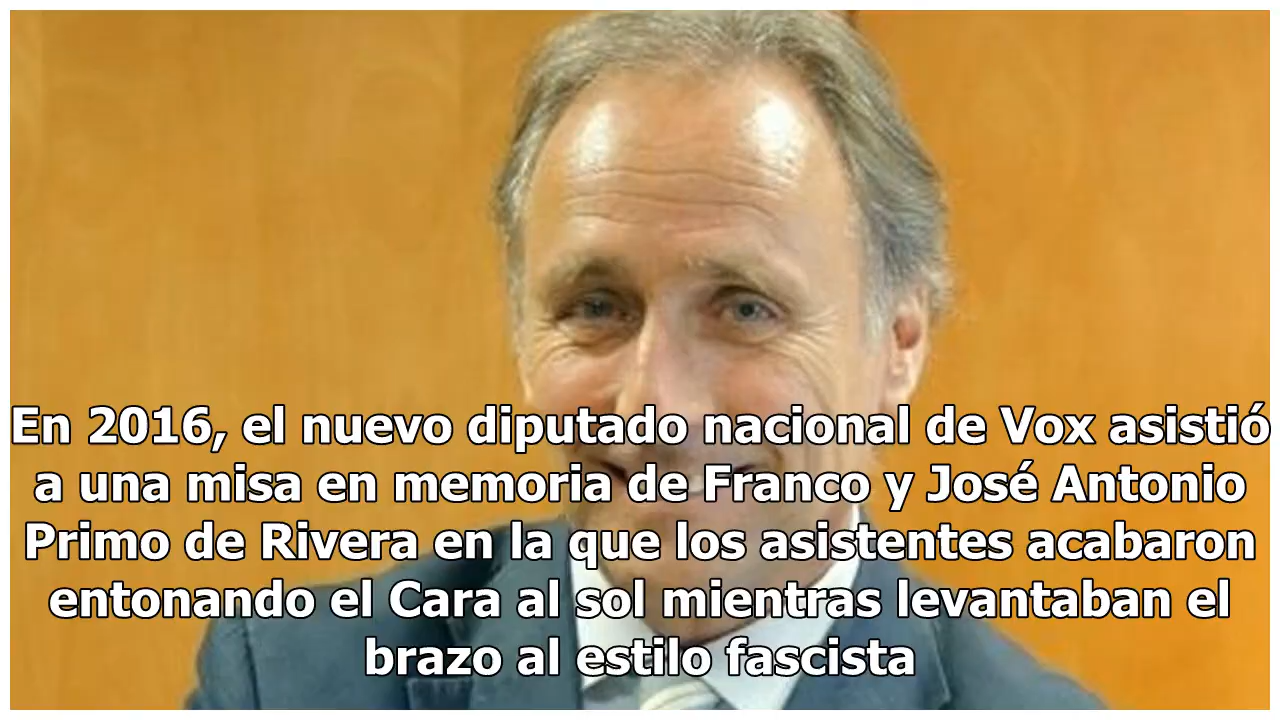 En 2016, el nuevo diputado nacional de Vox asistió
a una misa en memoria de Franco y José Antonio
Primo de Rivera en la que los asistentes acabaron
entonando el Cara al sol mientras levantaban el
brazo al estilo fascista